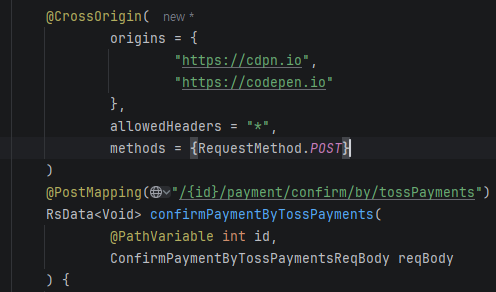 @CrossOrigin( new *
origins = {
"https://cdpn.io",
"https://codepen.io"
},
allowedHeaders = "*",
methods = {RequestMethod.POST}
)
@PostMapping("/{id}/payment/confirm/by/tossPayments")
RsData<Void> confirmPaymentByTossPayments(
@PathVariable int id,
ConfirmPaymentByTossPaymentsReqBody reqBody
) {